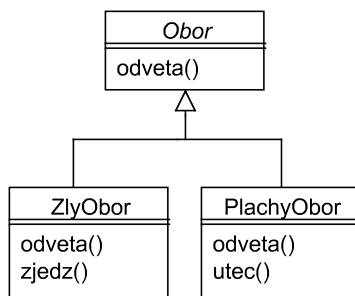 Obor
odveta()
ZlyObor
odveta()
zjedz()
PlachyObor
odveta()
utec()